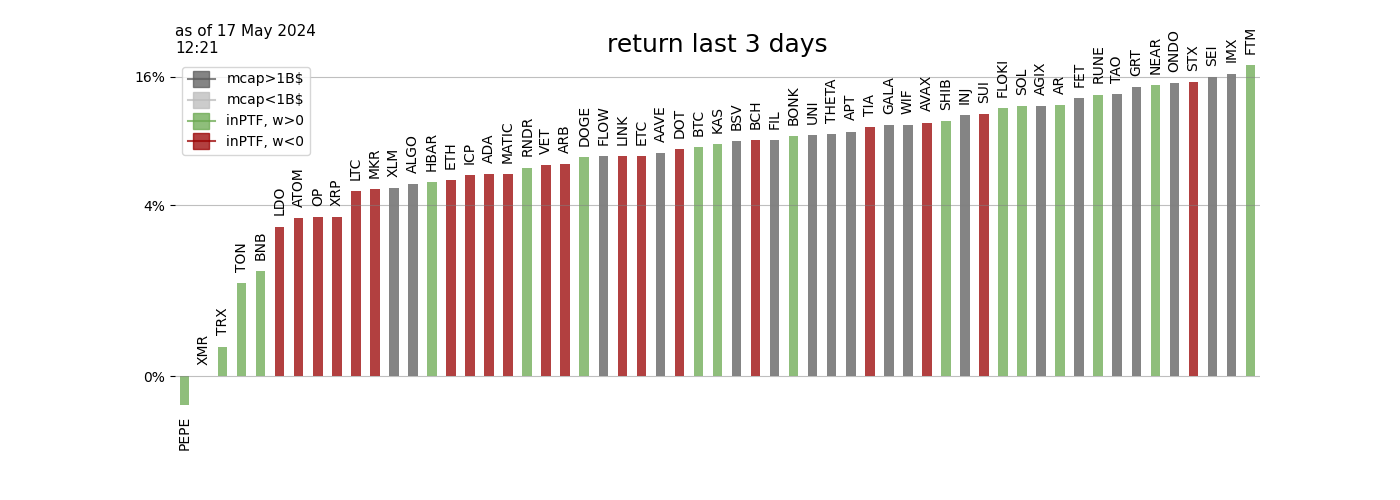 as of 17 May 2024
12:21
return last 3 days
mcap>1B$
mcap<1B$
inPTF, w>0
inPTF, w<0
16%
4%
0%
PEPE
XMR
TRX
TON
BNB
LDO
ATOM
OP
XRP
LTC
MKR
XLM
ALGO
HBAR
ETH
ICP
ADA
MATIC
RNDR
VET
ARB
DOGE
FLOW
LINK
ETC
AAVE
DOT
BTC
KAS
BSV
BCH
FIL
BONK
UNI
THETA
APT
TIA
GALA
WIF
AVAX
SHIB
INJ
SUI
FLOKI
SOL
AGIX
AR
FET
RUNE
TAO
GRT
NEAR
ONDO
STX
SEI
IMX
FTM